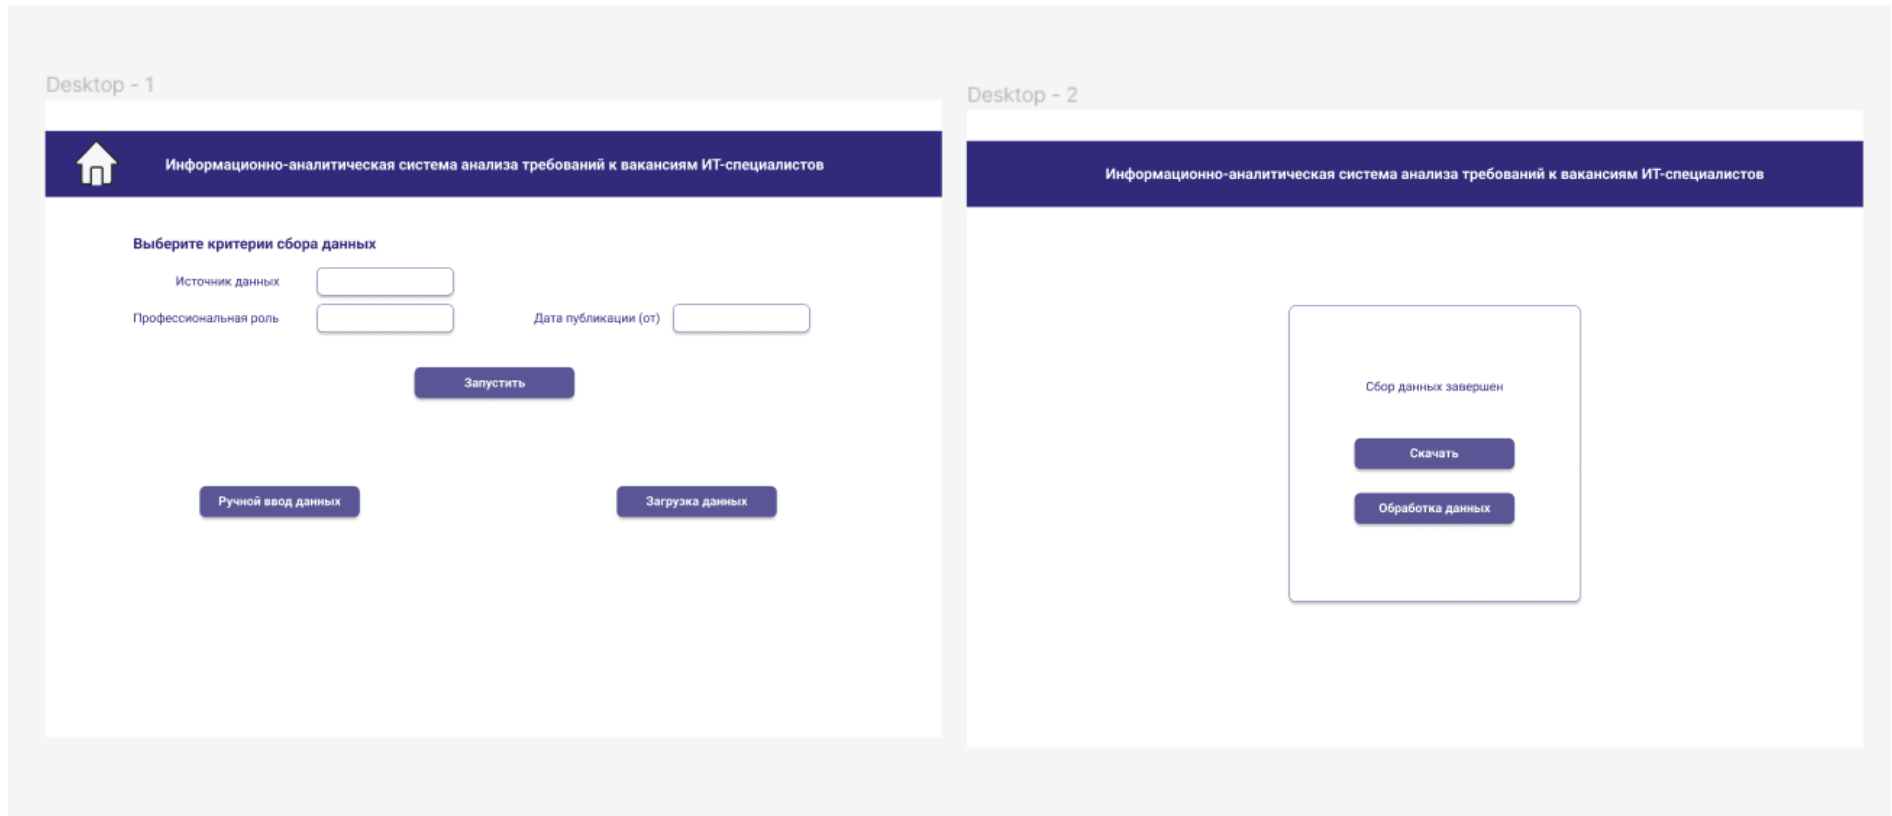 Desktop - 1
Информационно-аналитическая система анализа требований к вакансиям ИТ-специалистов
Выберите критерии сбора данных
Источник данных
Профессиональная роль
Дата публикации (от)
Запустить
Ручной ввод данных
Загрузка данных
Desktop - 2
Информационно-аналитическая система анализа требований к вакансиям ИТ-специалистов
Сбор данных завершен
Скачать
Обработка данных